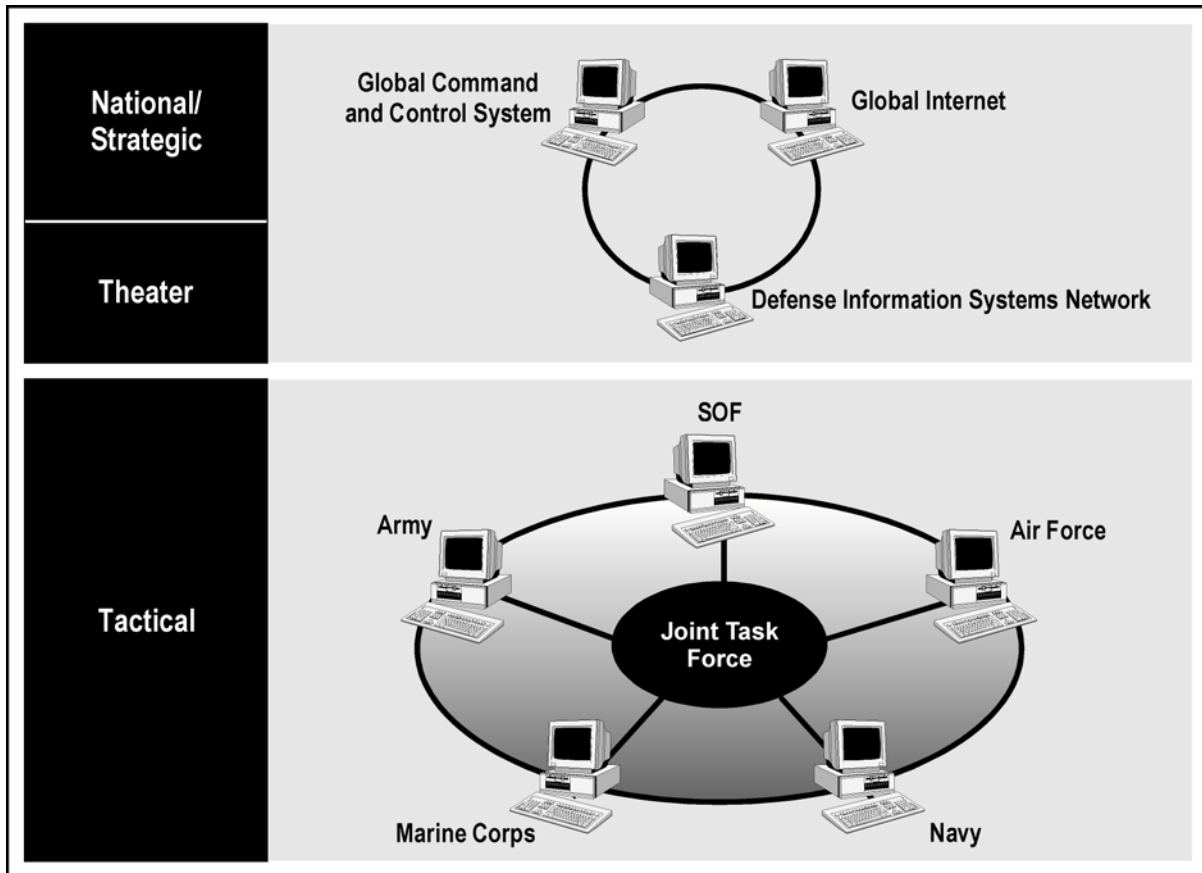 National/
Strategic
Global Command
and Control System
Global Internet
Theater
Defense Information Systems Network
Tactical
SOF
Army
Air Force
Joint Task
Force
Marine Corps
Navy